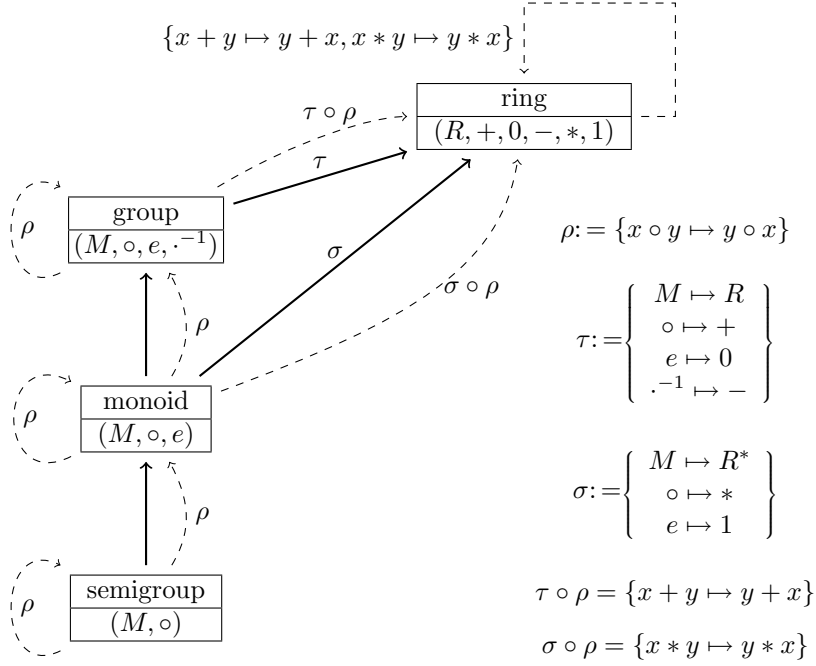 {x + y ↦ y + x, x ∗ y ↦ y ∗ x}
ring
(R, +, 0, −, ∗, 1)
τ ∘ ρ
τ
group
(M, ∘, e, ·⁻¹)
ρ
σ
ρ: = {x ∘ y ↦ y ∘ x}
σ ∘ ρ
ρ
τ: = { M ↦ R
∘ ↦ +
e ↦ 0
·⁻¹ ↦ − }
monoid
(M, ∘, e)
ρ
σ: = { M ↦ R*
∘ ↦ ∗
e ↦ 1 }
ρ
semigroup
(M, ∘)
ρ
τ ∘ ρ = {x + y ↦ y + x}
σ ∘ ρ = {x ∗ y ↦ y ∗ x}